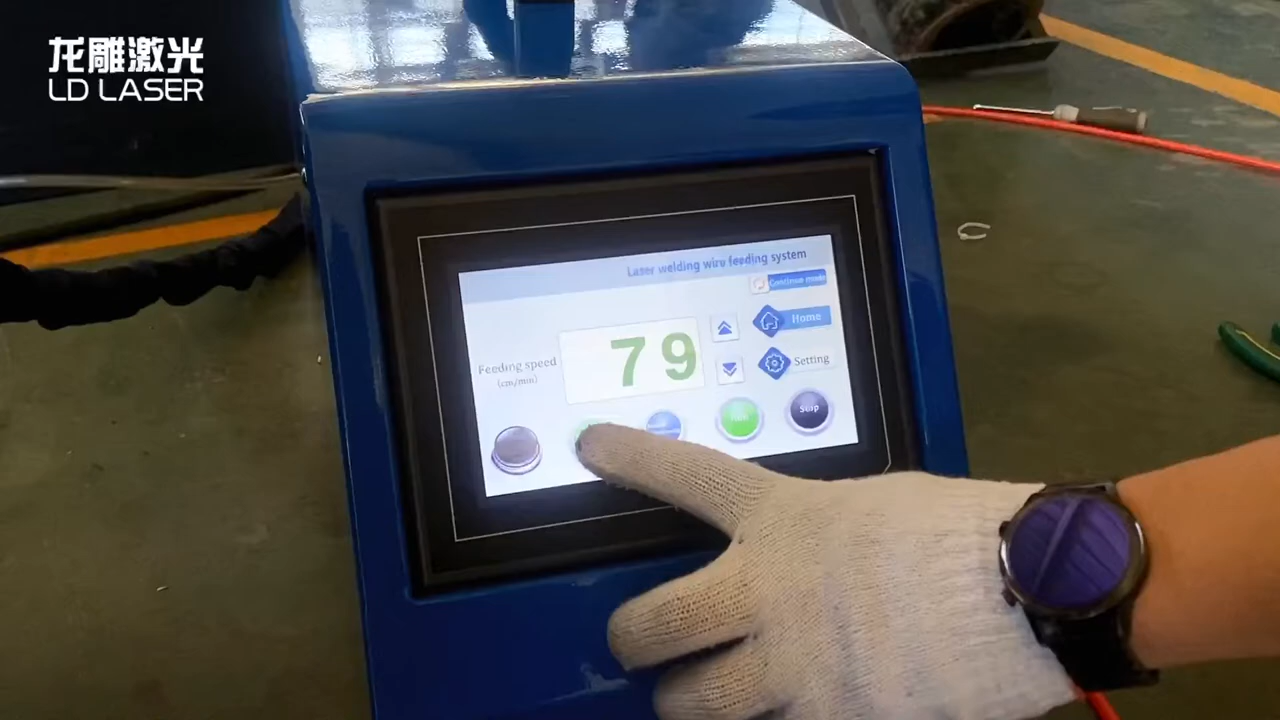 龙雕激光
LD LASER
Laser welding wire feeding system
Continue mode
Home
Feeding speed
(cm/min)
79
Setting
Stop